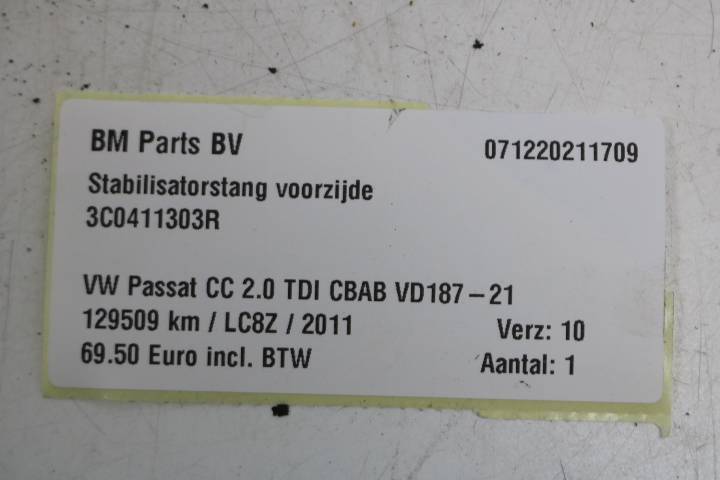 BM Parts BV 071220211709
Stabilisatorstang voorzijde
3C0411303R
VW Passat CC 2.0 TDI CBAB VD187-21
129509 km / LC8Z / 2011 Verz: 10
69.50 Euro incl. BTW Aantal: 1